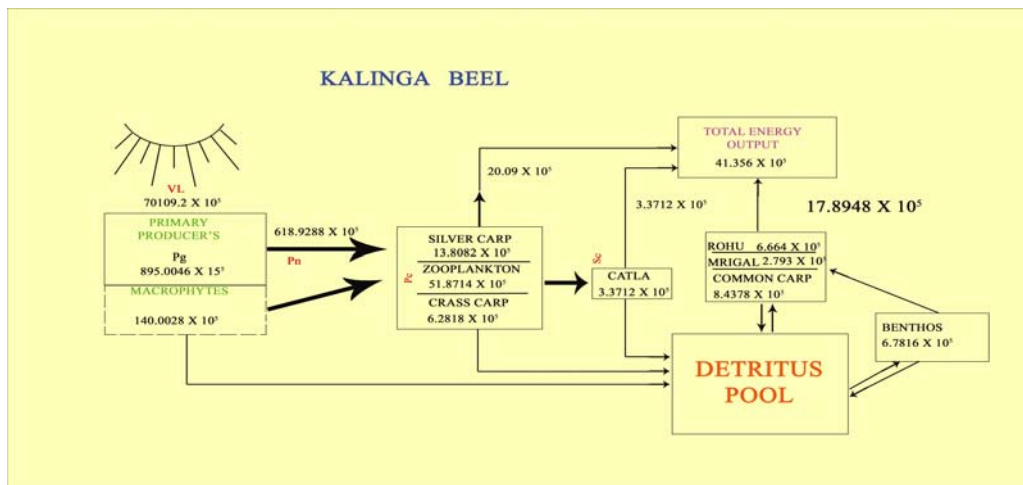 KALINGA BEEL
VL
70109.2 X 10⁵
PRIMARY
PRODUCER'S
Pg
895.0046 X 15⁵
MACROPHYTES
140.0028 X 10⁵
618.9288 X 10⁵
Pn
Pc
SILVER CARP
13.8082 X 10⁵
ZOOPLANKTON
51.8714 X 10⁵
CRASS CARP
6.2818 X 10⁵
20.09 X 10⁵
Sc
CATLA
3.3712 X 10⁵
3.3712 X 10⁵
TOTAL ENERGY
OUTPUT
41.356 X 10⁵
17.8948 X 10⁵
ROHU 6.664 X 10⁵
MRIGAL 2.793 X 10⁵
COMMON CARP
8.4378 X 10⁵
BENTHOS
6.7816 X 10⁵
DETRITUS
POOL